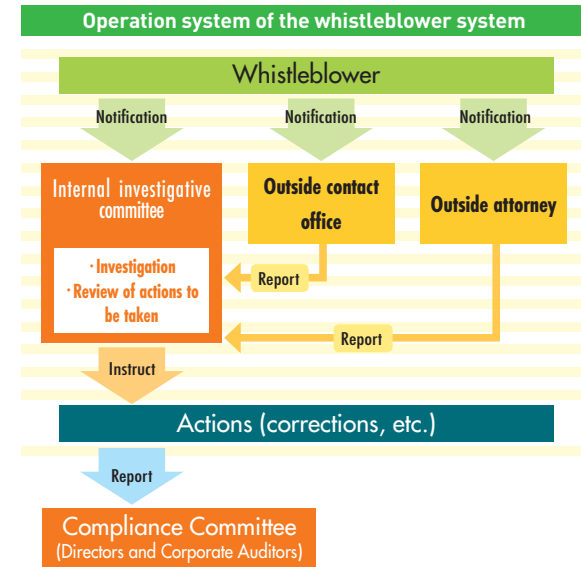 Operation system of the whistleblower system
Whistleblower
Notification
Notification
Notification
Internal investigative
committee
・Investigation
・Review of actions to
be taken
Outside contact
office
Outside attorney
Report
Report
Instruct
Actions (corrections, etc.)
Report
Compliance Committee
(Directors and Corporate Auditors)